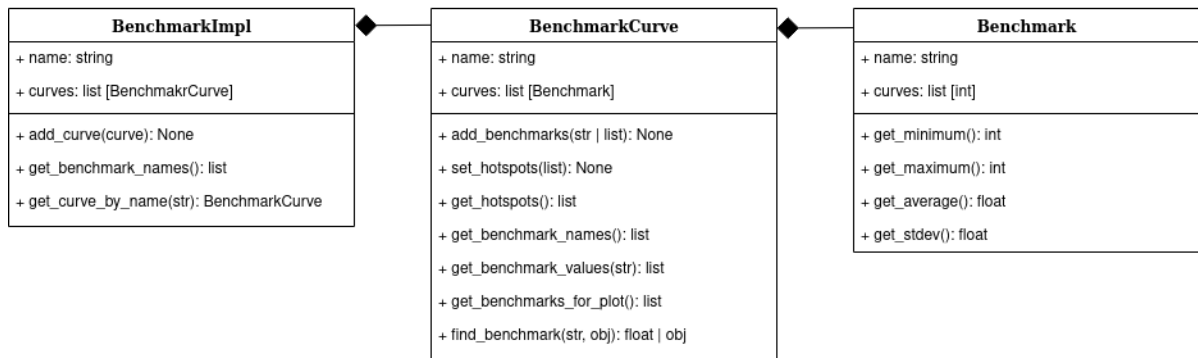 BenchmarkImpl
+ name: string
+ curves: list [BenchmakrCurve]
+ add_curve(curve): None
+ get_benchmark_names(): list
+ get_curve_by_name(str): BenchmarkCurve
BenchmarkCurve
+ name: string
+ curves: list [Benchmark]
+ add_benchmarks(str | list): None
+ set_hotspots(list): None
+ get_hotspots(): list
+ get_benchmark_names(): list
+ get_benchmark_values(str): list
+ get_benchmarks_for_plot(): list
+ find_benchmark(str, obj): float | obj
Benchmark
+ name: string
+ curves: list [int]
+ get_minimum(): int
+ get_maximum(): int
+ get_average(): float
+ get_stdev(): float